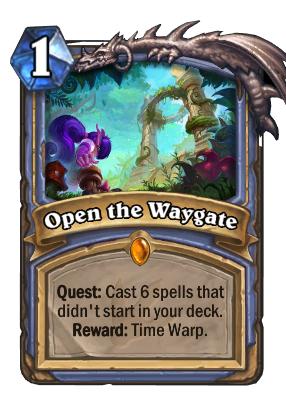 1
Open the Waygate
Quest: Cast 6 spells that
didn't start in your deck.
Reward: Time Warp.